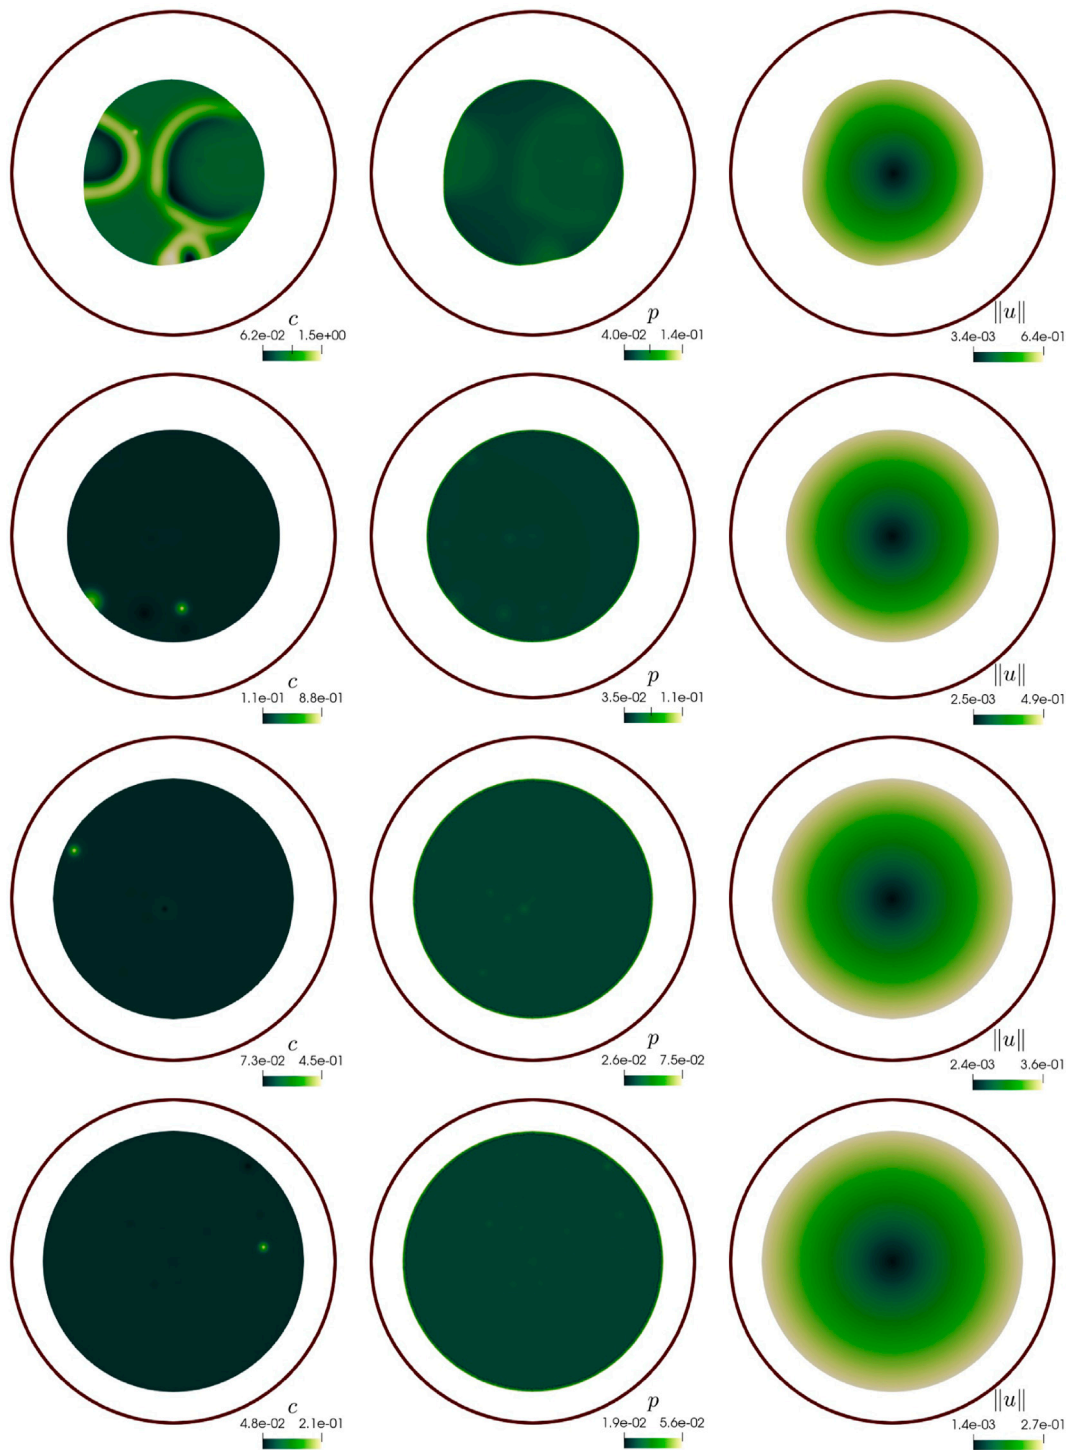 c p ‖u‖
6.2e-02 1.5e+00 4.0e-02 1.4e-01 3.4e-03 6.4e-01
c p ‖u‖
1.1e-01 8.8e-01 3.5e-02 1.1e-01 2.5e-03 4.9e-01
c p ‖u‖
7.3e-02 4.5e-01 2.6e-02 7.5e-02 2.4e-03 3.6e-01
c p ‖u‖
4.8e-02 2.1e-01 1.9e-02 5.6e-02 1.4e-03 2.7e-01